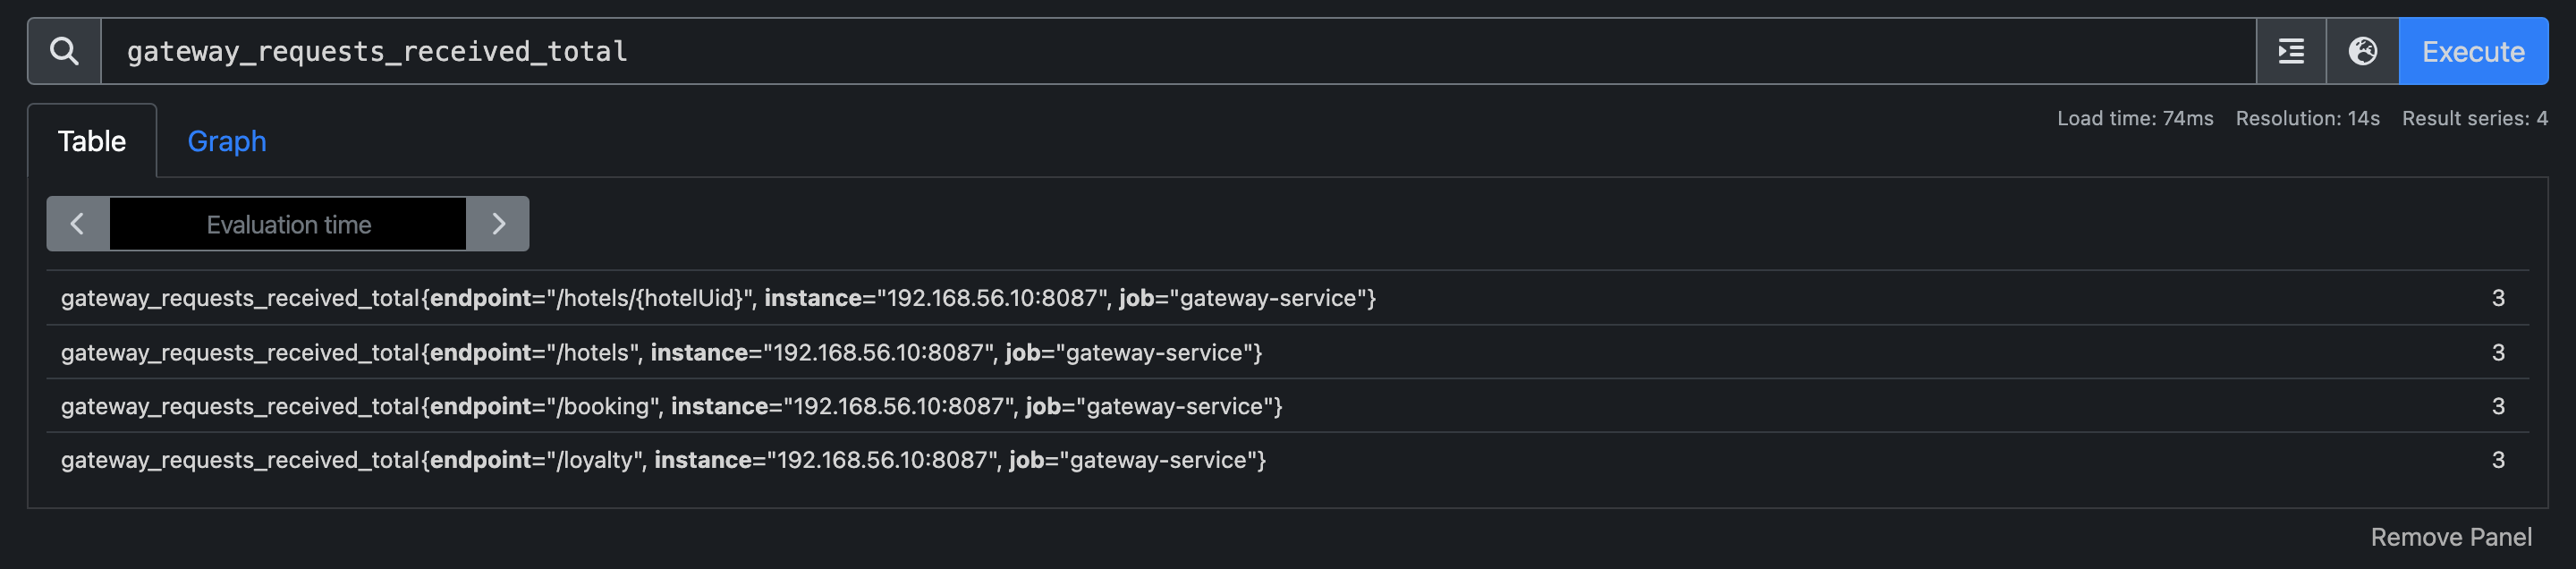 gateway_requests_received_total
Execute
Table Graph
Load time: 74ms Resolution: 14s Result series: 4
Evaluation time
gateway_requests_received_total{endpoint="/hotels/{hotelUid}", instance="192.168.56.10:8087", job="gateway-service"} 3
gateway_requests_received_total{endpoint="/hotels", instance="192.168.56.10:8087", job="gateway-service"} 3
gateway_requests_received_total{endpoint="/booking", instance="192.168.56.10:8087", job="gateway-service"} 3
gateway_requests_received_total{endpoint="/loyalty", instance="192.168.56.10:8087", job="gateway-service"} 3
Remove Panel